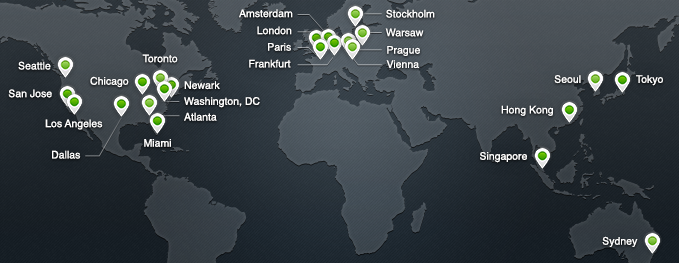 Amsterdam
Stockholm
London
Warsaw
Paris
Prague
Frankfurt
Vienna
Toronto
Seattle
Chicago
Newark
San Jose
Washington, DC
Atlanta
Los Angeles
Miami
Dallas
Seoul
Tokyo
Hong Kong
Singapore
Sydney